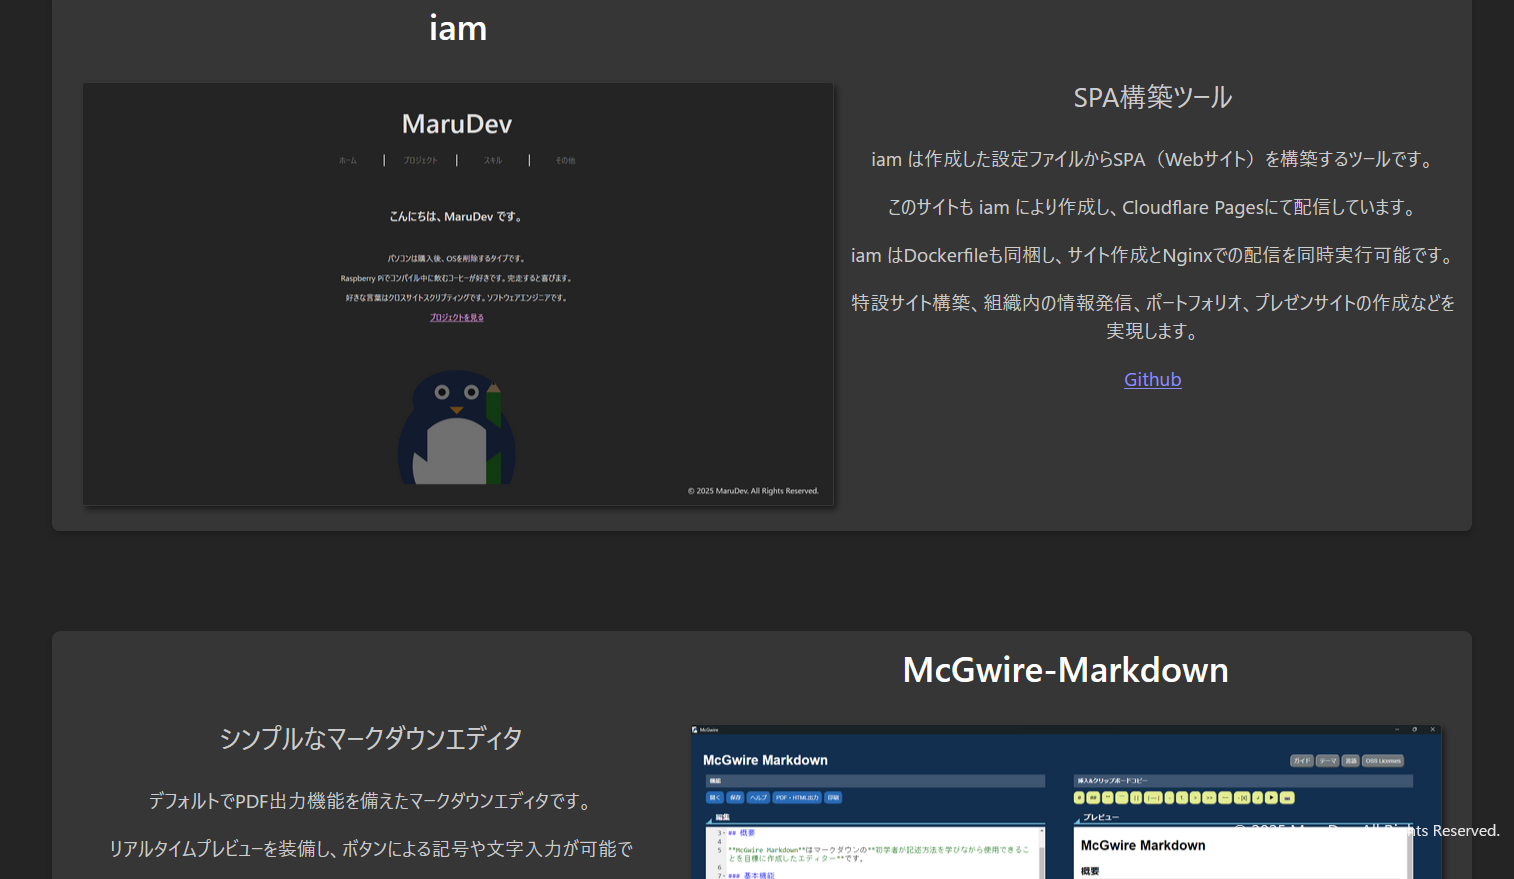 iam
MaruDev
ホーム
プロジェクト
スキル
その他
こんにちは、MaruDev です。
パソコンは購入後、OSを削除するタイプです。
Raspberry Piでコンパイル中に飲むコーヒーが好きです。完走すると喜びます。
好きな言葉はクロスサイトスクリプティングです。ソフトウェアエンジニアです。
プロジェクトを見る
© 2025 MaruDev. All Rights Reserved.
SPA構築ツール
iam は作成した設定ファイルからSPA（Webサイト）を構築するツールです。
このサイトも iam により作成し、Cloudflare Pagesにて配信しています。
iam はDockerfileも同梱し、サイト作成とNginxでの配信を同時実行可能です。
特設サイト構築、組織内の情報発信、ポートフォリオ、プレゼンサイトの作成などを
実現します。
Github
McGwire-Markdown
シンプルなマークダウンエディタ
デフォルトでPDF出力機能を備えたマークダウンエディタです。
リアルタイムプレビューを装備し、ボタンによる記号や文字入力が可能で
McGwire
McGwire Markdown
ガイド
テーマ
言語
OSS Licenses
機能
挿入&クリップボードコピー
開く
保存
ヘルプ
PDF・HTML出力
印刷
編集
プレビュー
3 ## 概要
4
5 **McGwire Markdown**はマークダウンの**初学者が記述方法を学びながら使用できるこ
とを目標に作成したエディター**です。
6
7 ### 基本機能
McGwire Markdown
概要
© 2025 MaruDev. All Rights Reserved.